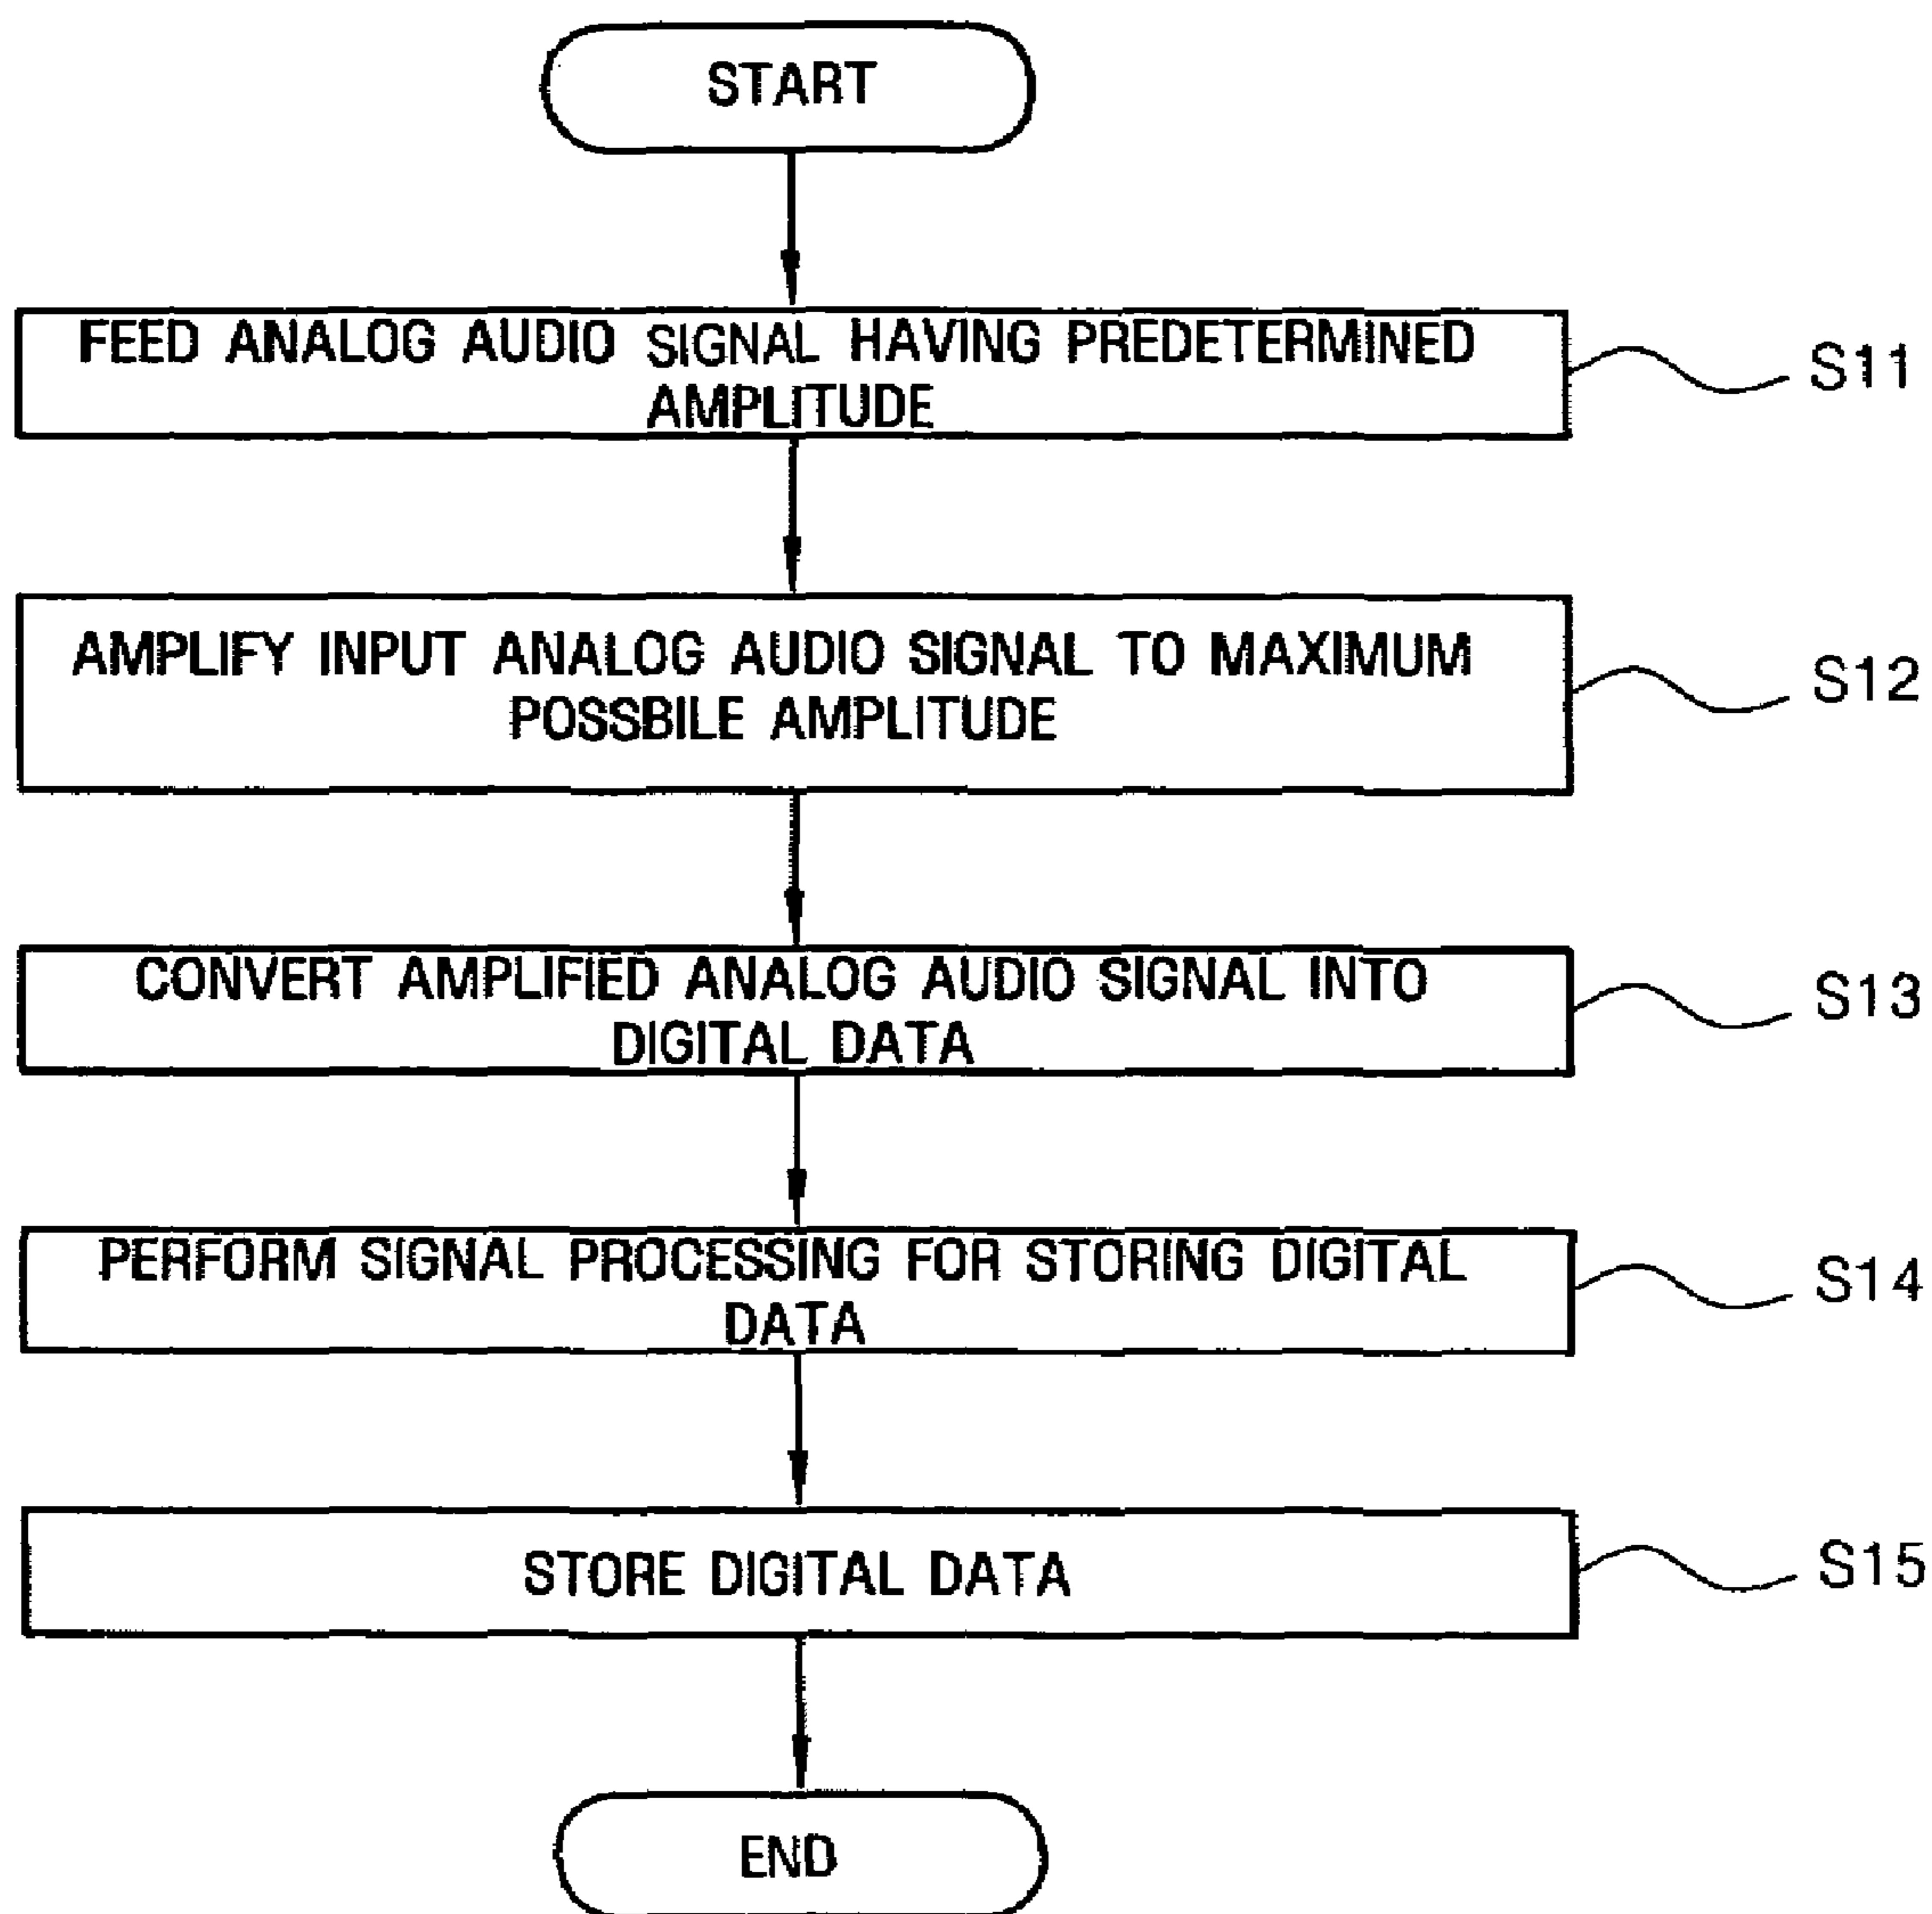 START
FEED ANALOG AUDIO SIGNAL HAVING PREDETERMINED
AMPLITUDE
S11
AMPLIFY INPUT ANALOG AUDIO SIGNAL TO MAXIMUM
POSSBILE AMPLITUDE
S12
CONVERT AMPLIFIED ANALOG AUDIO SIGNAL INTO
DIGITAL DATA
S13
PERFORM SIGNAL PROCESSING FOR STORING DIGITAL
DATA
S14
STORE DIGITAL DATA
S15
END